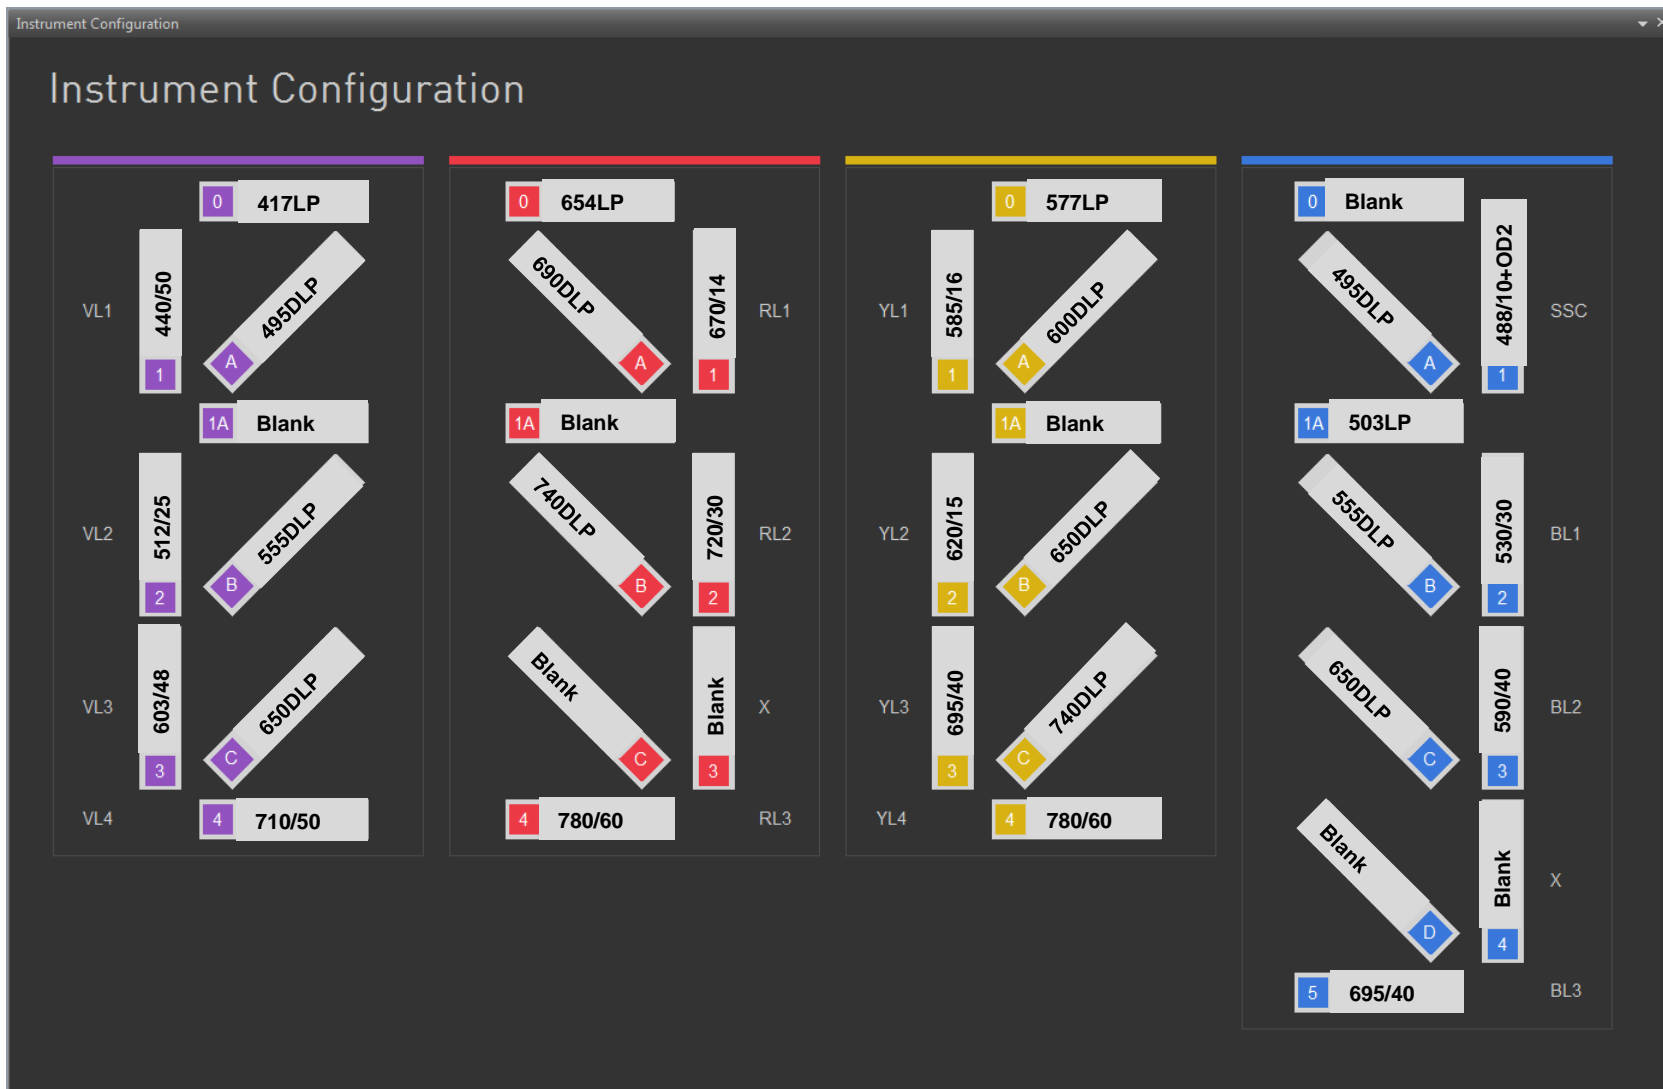 Instrument Configuration
Instrument Configuration
0 417LP
VL1 440/50 1
495DLP A
1A Blank
VL2 512/25 2
555DLP B
VL3 603/48 3
650DLP C
VL4 4 710/50
0 654LP
690DLP A
670/14 1 RL1
1A Blank
740DLP B
720/30 2 RL2
Blank C
Blank 3 X
4 780/60 RL3
0 577LP
YL1 585/16 1
600DLP A
1A Blank
YL2 620/15 2
650DLP B
YL3 695/40 3
740DLP C
YL4 4 780/60
0 Blank
495DLP A
488/10+OD2 1 SSC
1A 503LP
555DLP B
530/30 2 BL1
650DLP C
590/40 3 BL2
Blank D
Blank 4 X
5 695/40 BL3